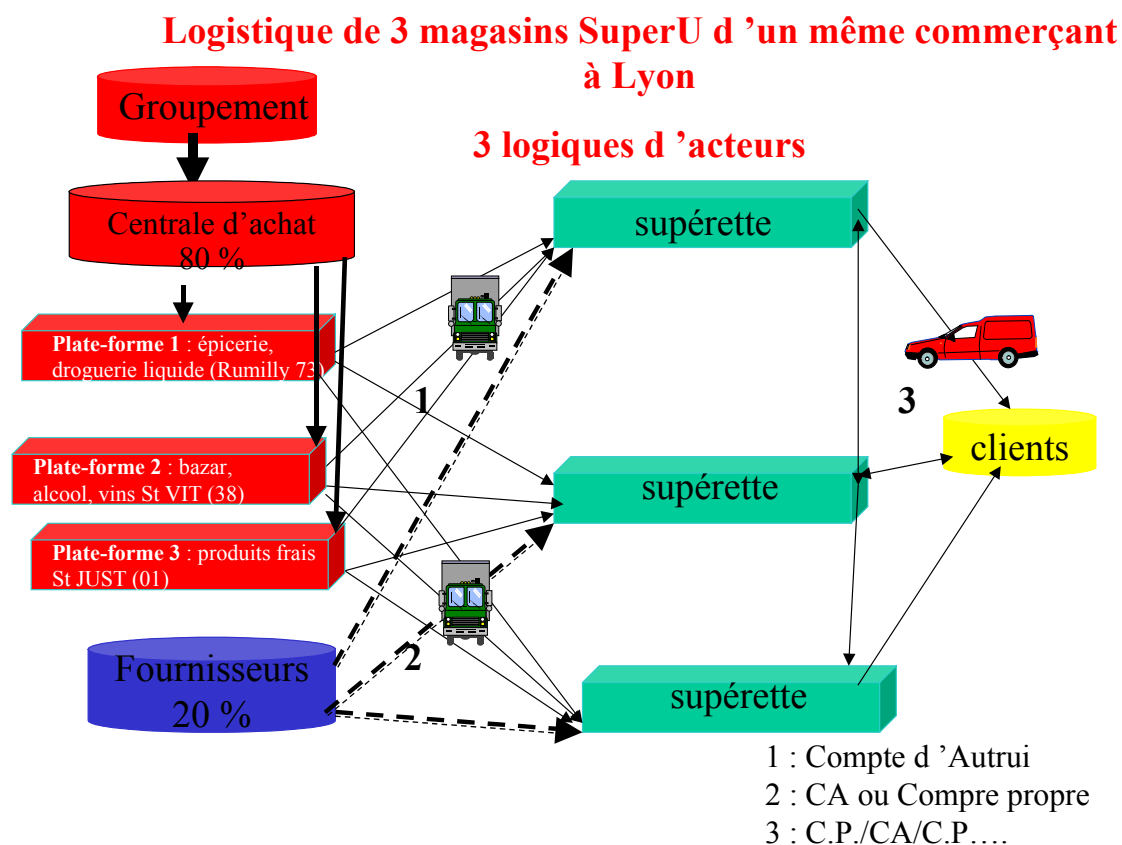 Logistique de 3 magasins SuperU d ’un même commerçant
à Lyon
Groupement
3 logiques d ’acteurs
Centrale d’achat
80 %
supérette
Plate-forme 1 : épicerie,
droguerie liquide (Rumilly 73)
1
3
clients
Plate-forme 2 : bazar,
alcool, vins St VIT (38)
supérette
Plate-forme 3 : produits frais
St JUST (01)
Fournisseurs
20 %
2
supérette
1 : Compte d ’Autrui
2 : CA ou Compre propre
3 : C.P./CA/C.P….